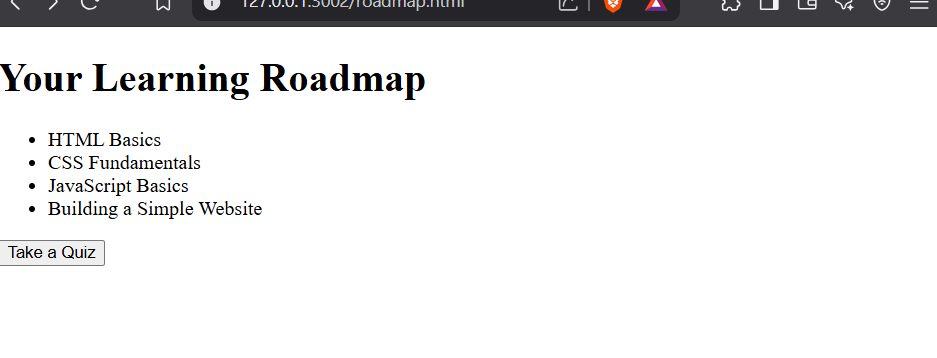 127.0.0.1:3002/roadmap.html
Your Learning Roadmap
HTML Basics
CSS Fundamentals
JavaScript Basics
Building a Simple Website
Take a Quiz